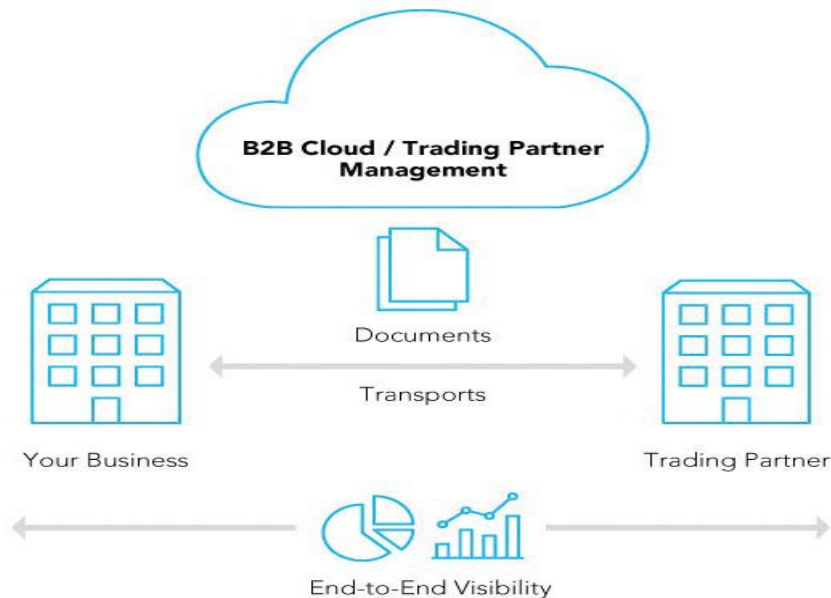 B2B Cloud / Trading Partner
Management
Documents
Transports
Your Business
Trading Partner
End-to-End Visibility